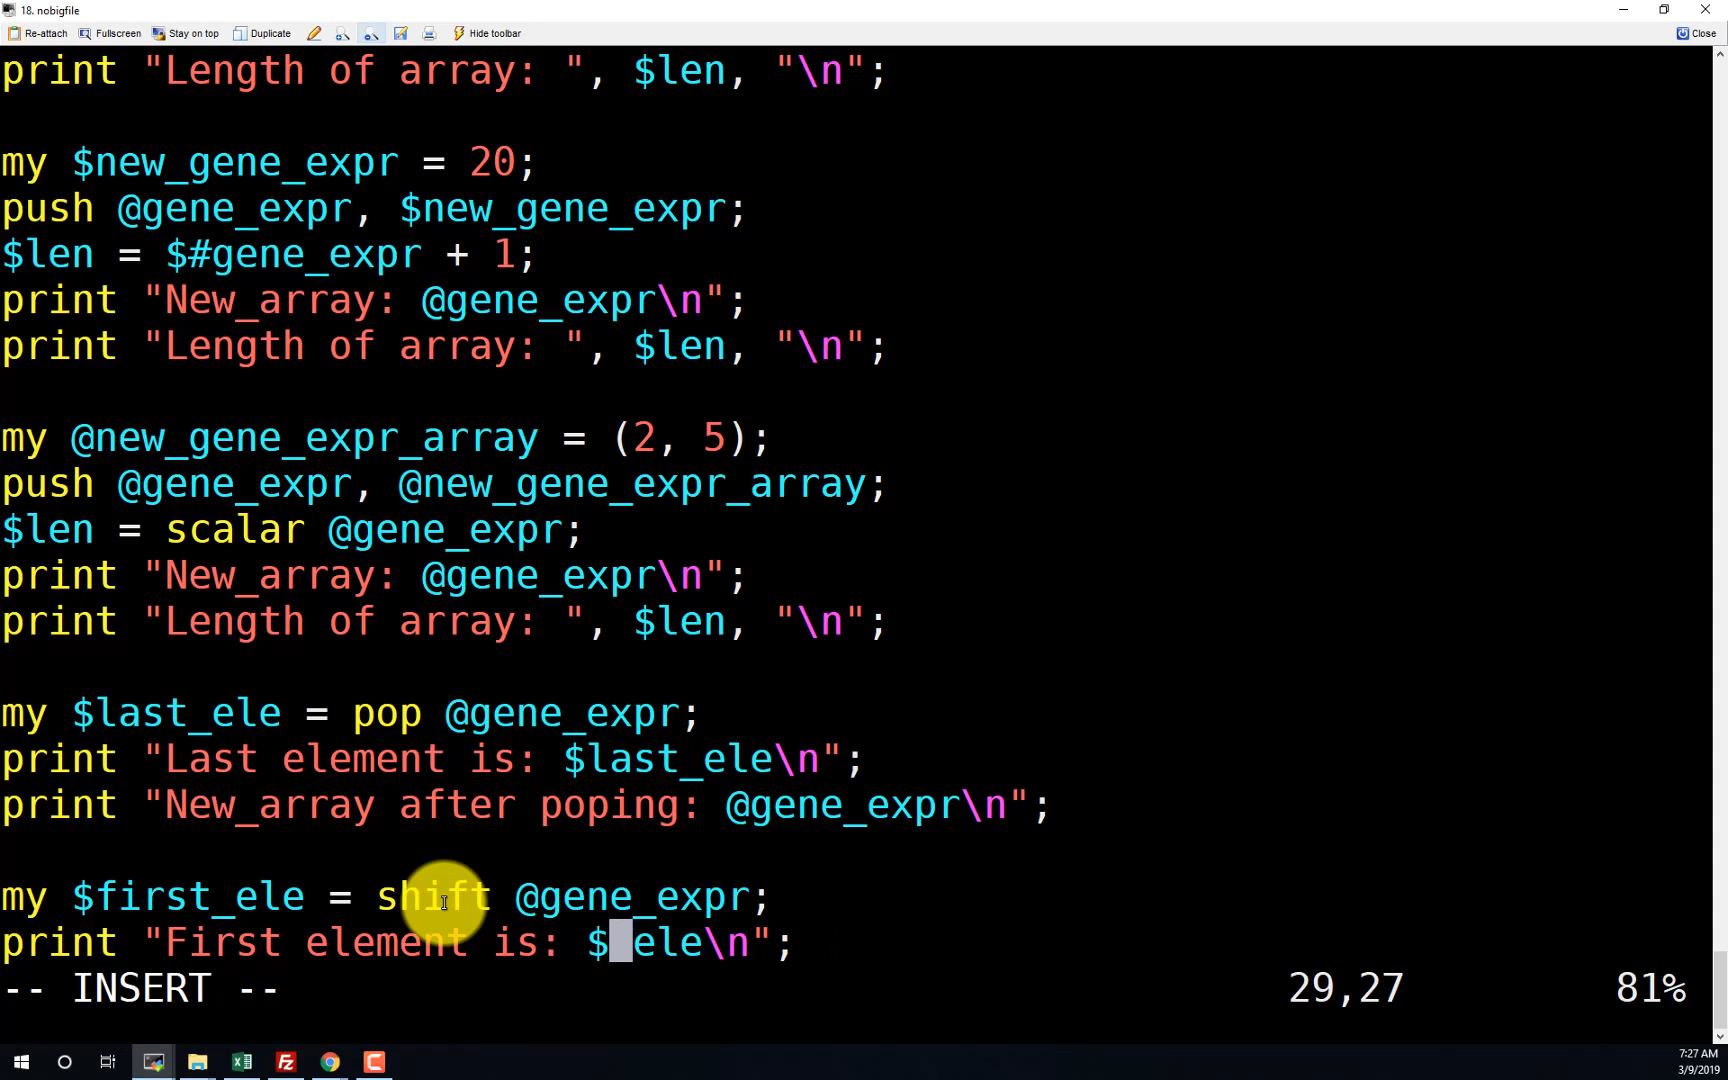 18. nobigfile
Re-attach Fullscreen Stay on top Duplicate Hide toolbar Close
print "Length of array: ", $len, "\n";
my $new_gene_expr = 20;
push @gene_expr, $new_gene_expr;
$len = $#gene_expr + 1;
print "New_array: @gene_expr\n";
print "Length of array: ", $len, "\n";
my @new_gene_expr_array = (2, 5);
push @gene_expr, @new_gene_expr_array;
$len = scalar @gene_expr;
print "New_array: @gene_expr\n";
print "Length of array: ", $len, "\n";
my $last_ele = pop @gene_expr;
print "Last element is: $last_ele\n";
print "New_array after poping: @gene_expr\n";
my $first_ele = shift @gene_expr;
print "First element is: $ ele\n";
-- INSERT -- 29,27 81%
7:27 AM
3/9/2019